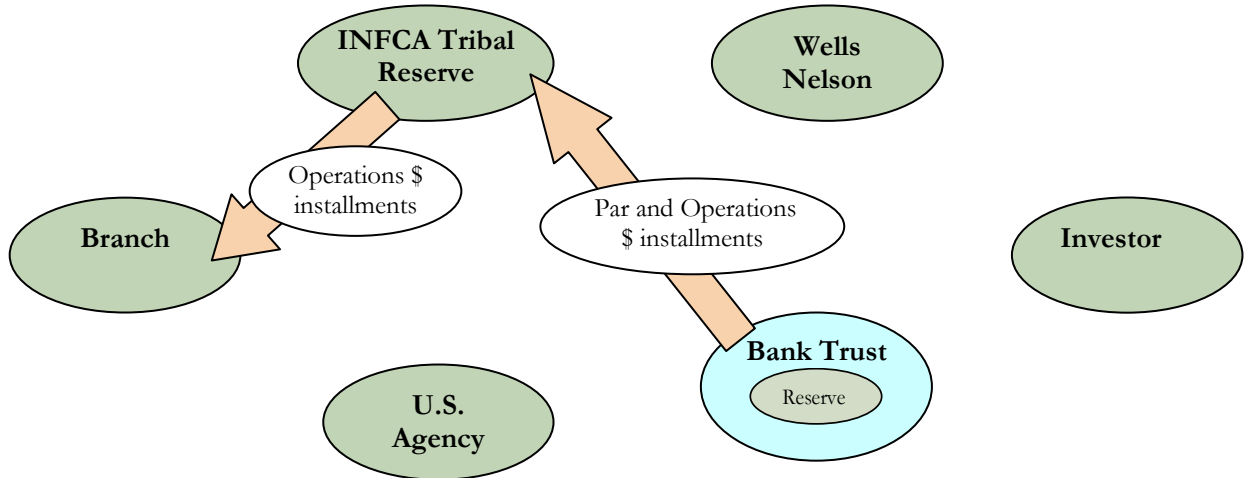 INFCA Tribal
Reserve
Wells
Nelson
Operations $
installments
Par and Operations
$ installments
Branch
Investor
Bank Trust
Reserve
U.S.
Agency